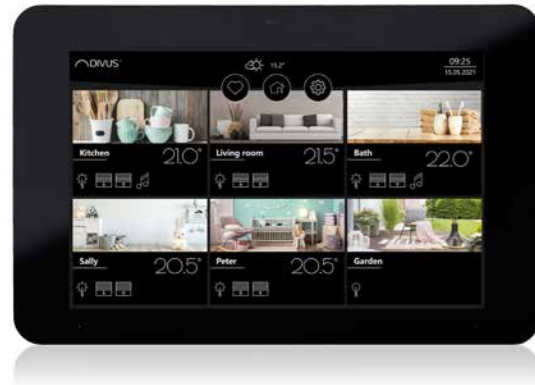 DIVUS
15.2°
09:25
15.05.2021
Kitchen 21.0°
Living room 21.5°
Bath 22.0°
Sally 20.5°
Peter 20.5°
Garden